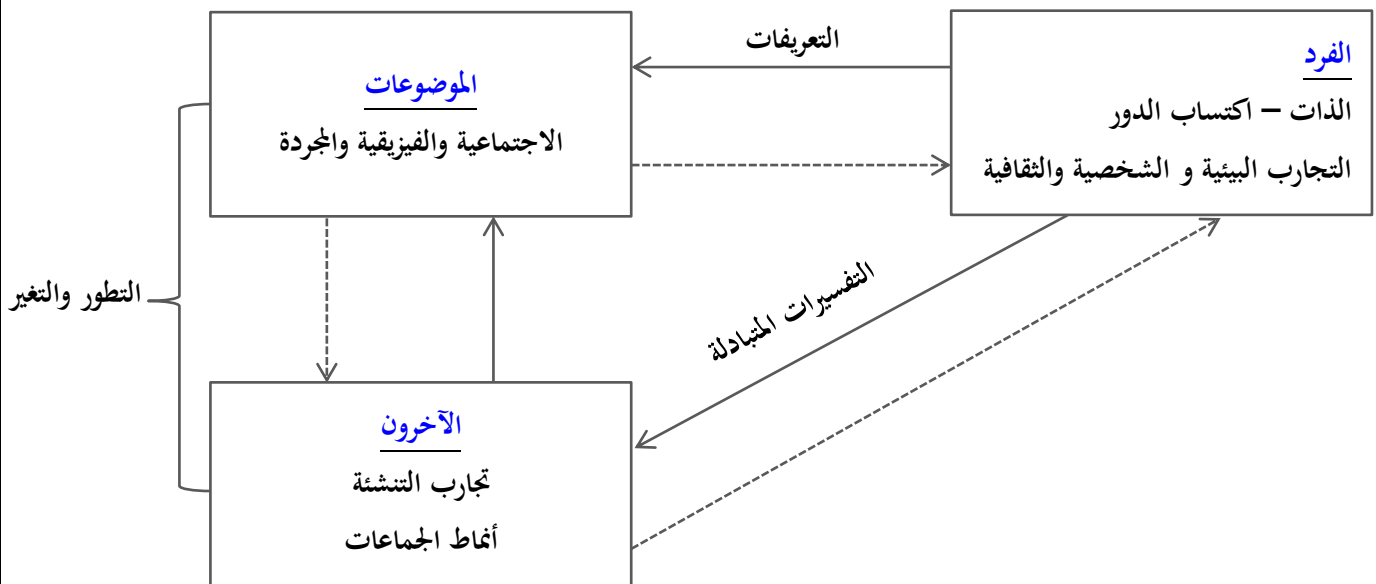 الفرد
الذات – اكتساب الدور
التجارب البيئية و الشخصية والثقافية
التعريفات
الموضوعات
الاجتماعية والفيزيقية والمجردة
التفسيرات المتبادلة
التطور والتغير
الآخرون
تجارب التنشئة
أنماط الجماعات